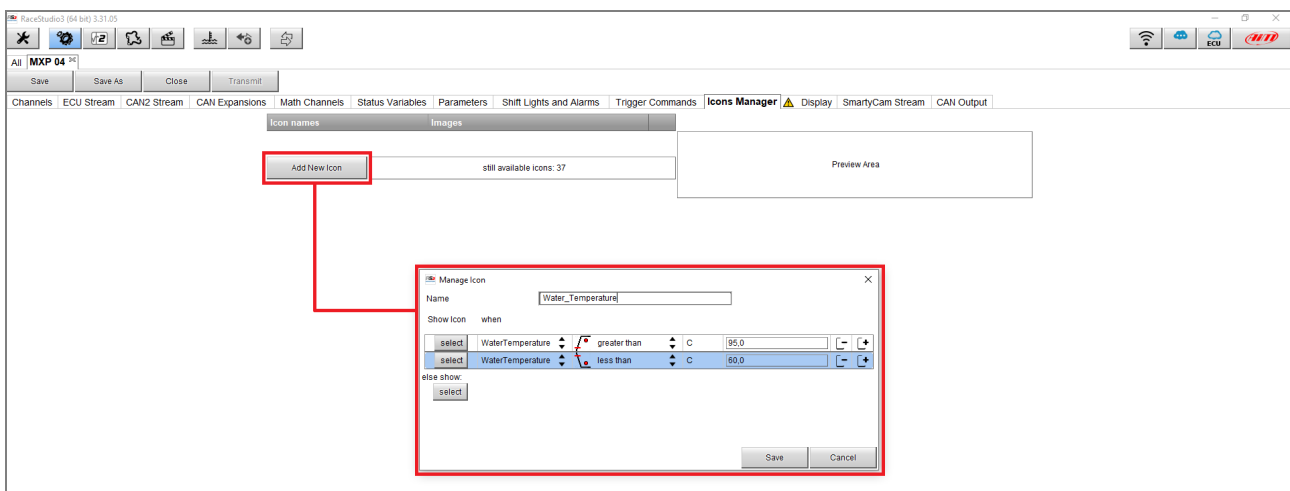 RaceStudio3 (64 bit) 3.31.05
ECU
All MXP 04
Save Save As Close Transmit
Channels ECU Stream CAN2 Stream CAN Expansions Math Channels Status Variables Parameters Shift Lights and Alarms Trigger Commands Icons Manager Display SmartyCam Stream CAN Output
Icon names Images
Add New Icon still available icons: 37 Preview Area
Manage Icon
Name Water_Temperature
Show Icon when
select WaterTemperature greater than C 95,0
select WaterTemperature less than C 60,0
else show:
select
Save Cancel